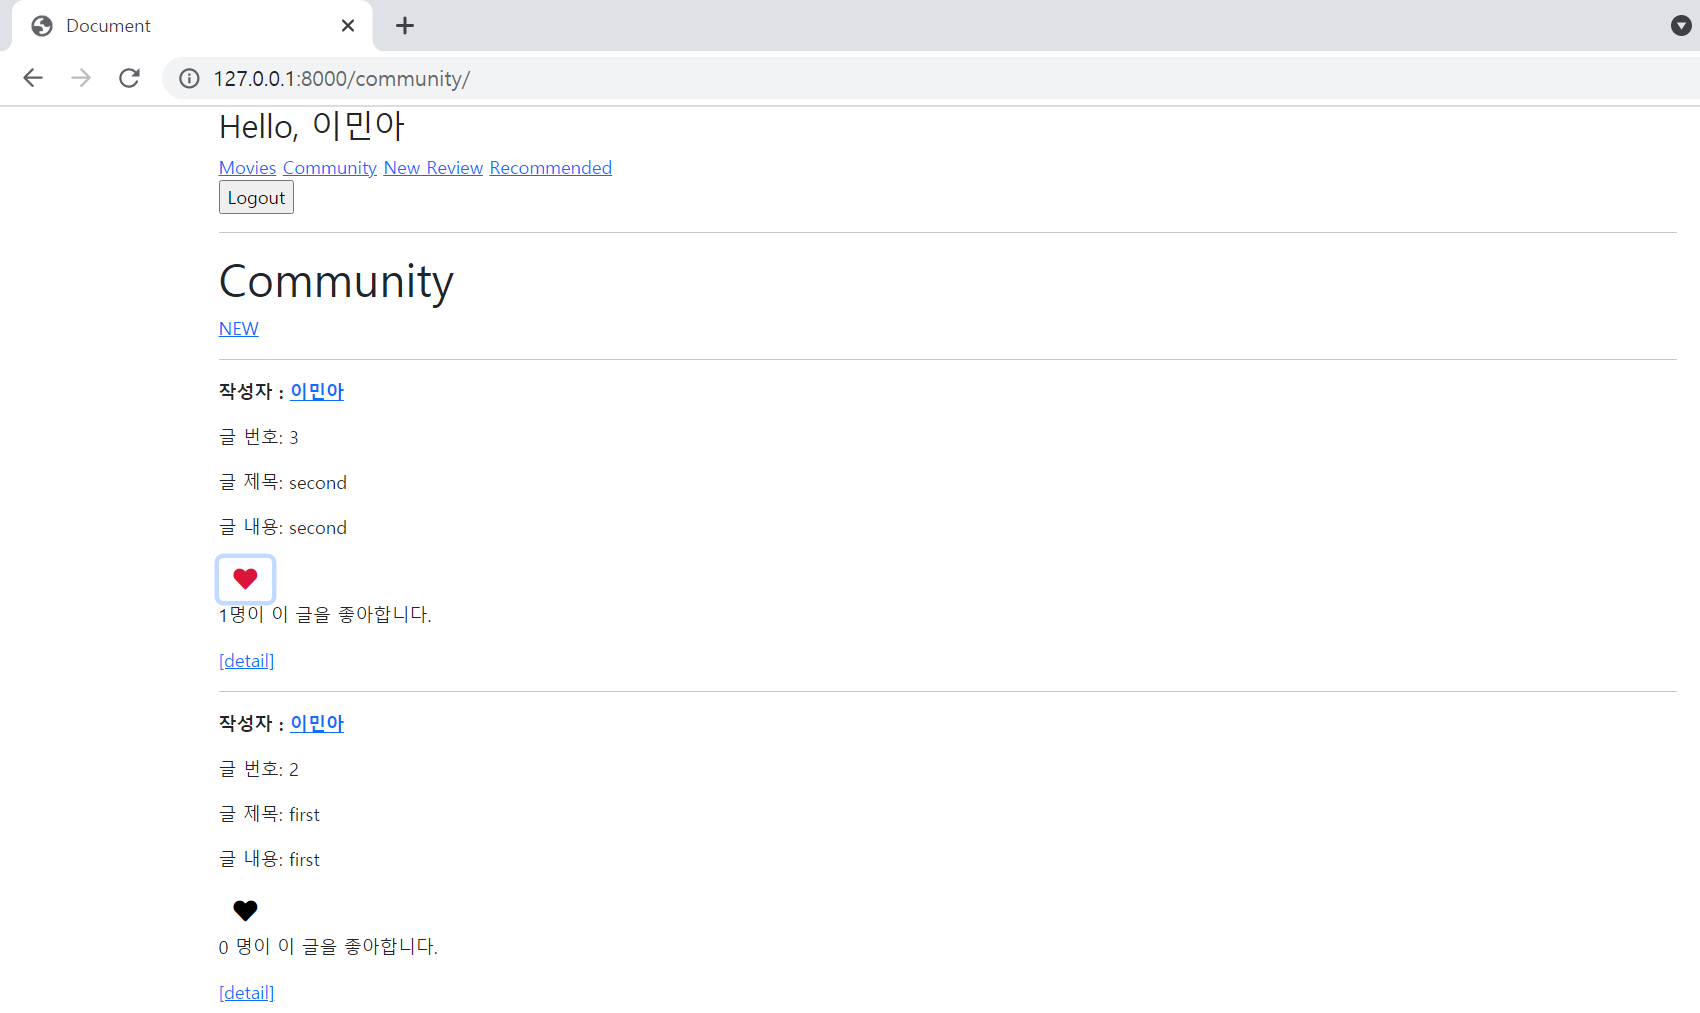 Document
127.0.0.1:8000/community/
Hello, 이민아
Movies Community New Review Recommended
Logout
Community
NEW
작성자 : 이민아
글 번호: 3
글 제목: second
글 내용: second
1명이 이 글을 좋아합니다.
[detail]
작성자 : 이민아
글 번호: 2
글 제목: first
글 내용: first
0 명이 이 글을 좋아합니다.
[detail]